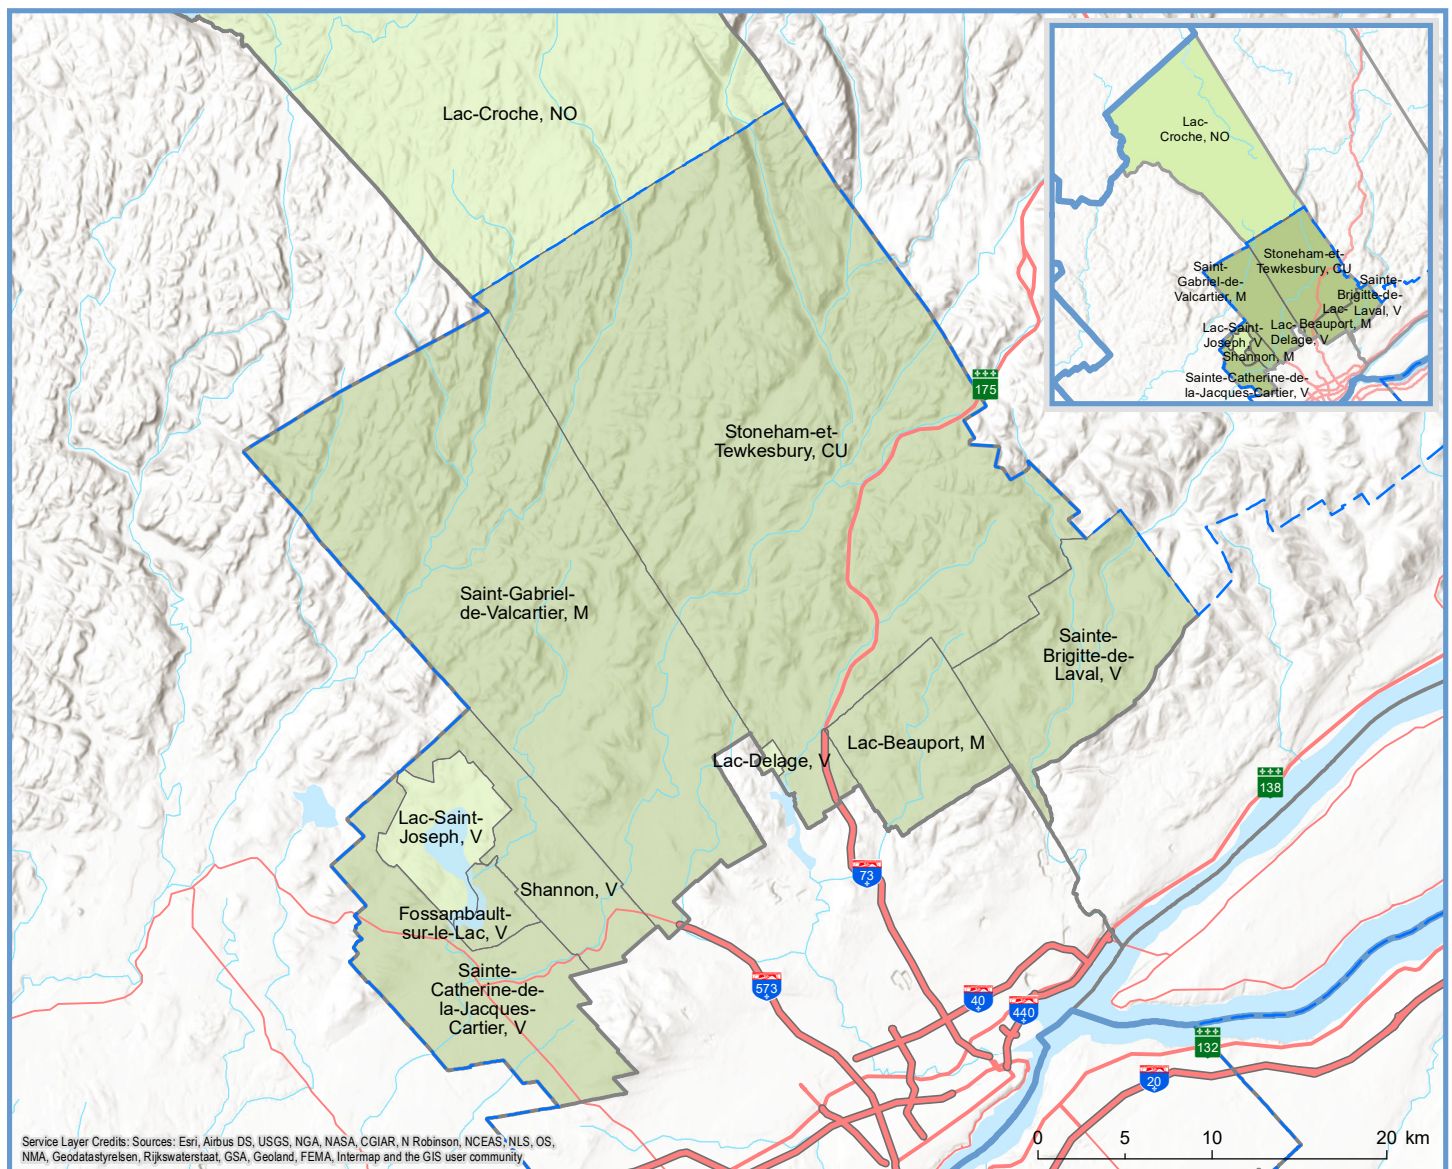 Lac-Croche, NO
Lac-
Croche, NO
Stoneham-et-
Tewkesbury, CU
Saint-
Gabriel-de-
Valcartier, M
Sainte-
Brigitte-de-
Laval, V
Lac-
Beauport, M
Lac-
Delage, V
Lac-Saint-
Joseph, V
Shannon, M
Sainte-Catherine-de-
la-Jacques-Cartier, V
175
Stoneham-et-
Tewkesbury, CU
Saint-Gabriel-
de-Valcartier, M
Sainte-
Brigitte-de-
Laval, V
Lac-Beauport, M
Lac-Delage, V
138
Lac-Saint-
Joseph, V
73
Shannon, V
Fossambault-
sur-le-Lac, V
Sainte-
Catherine-de-
la-Jacques-
Cartier, V
573
40
440
132
20
0 5 10 20 km
Service Layer Credits: Sources: Esri, Airbus DS, USGS, NGA, NASA, CGIAR, N Robinson, NCEAS, NLS, OS,
NMA, Geodatastyrelsen, Rijkswaterstaat, GSA, Geoland, FEMA, Intermap and the GIS user community